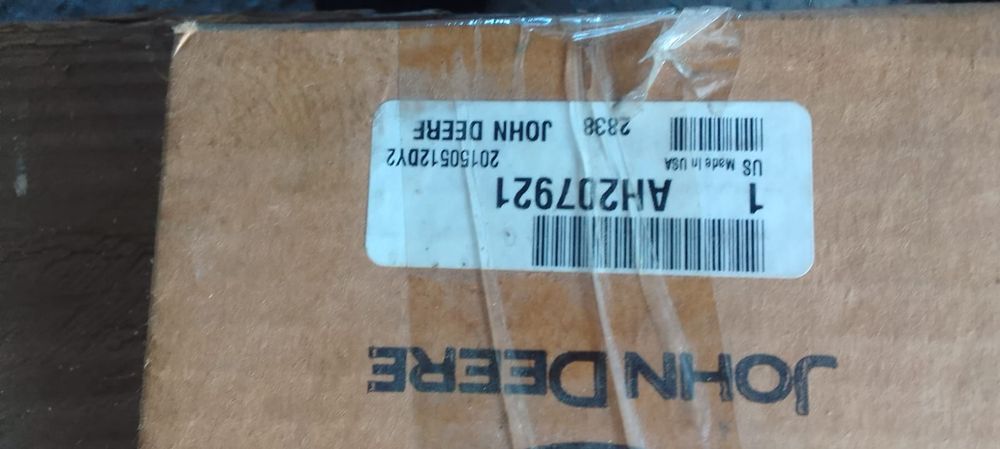 JOHN DEERE
1 AH207921
US Made in USA 20150512DY2
2838 JOHN DEERE